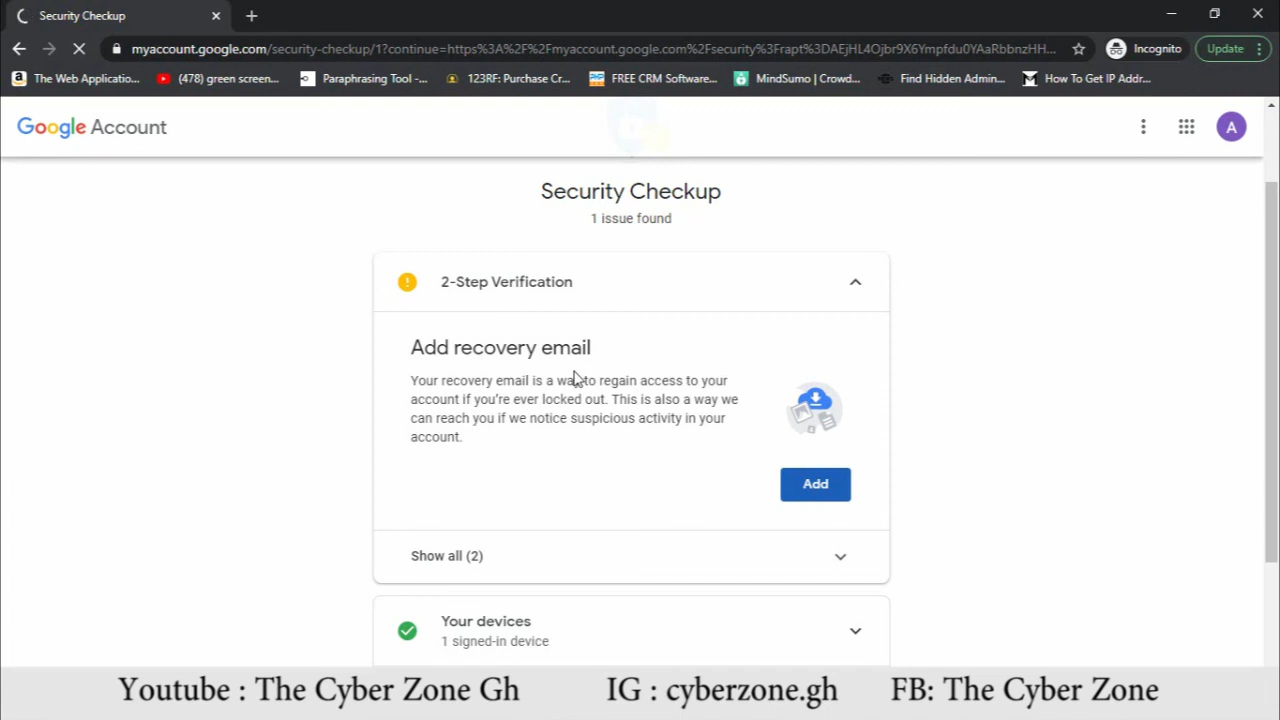 Security Checkup
myaccount.google.com/security-checkup/1?continue=https%3A%2F%2Fmyaccount.google.com%2Fsecurity%3Frapt%3DAEjHL4Ojbr9X6Ympfdu0YAaRbbnzHH...
Incognito
Update
The Web Applicatio...
(478) green screen...
Paraphrasing Tool -...
123RF: Purchase Cr...
FREE CRM Software...
MindSumo | Crowd...
Find Hidden Admin...
How To Get IP Addr...
Google Account
A
Security Checkup
1 issue found
2-Step Verification
Add recovery email
Your recovery email is a way to regain access to your
account if you're ever locked out. This is also a way we
can reach you if we notice suspicious activity in your
account.
Add
Show all (2)
Your devices
1 signed-in device
Youtube : The Cyber Zone Gh IG : cyberzone.gh FB: The Cyber Zone